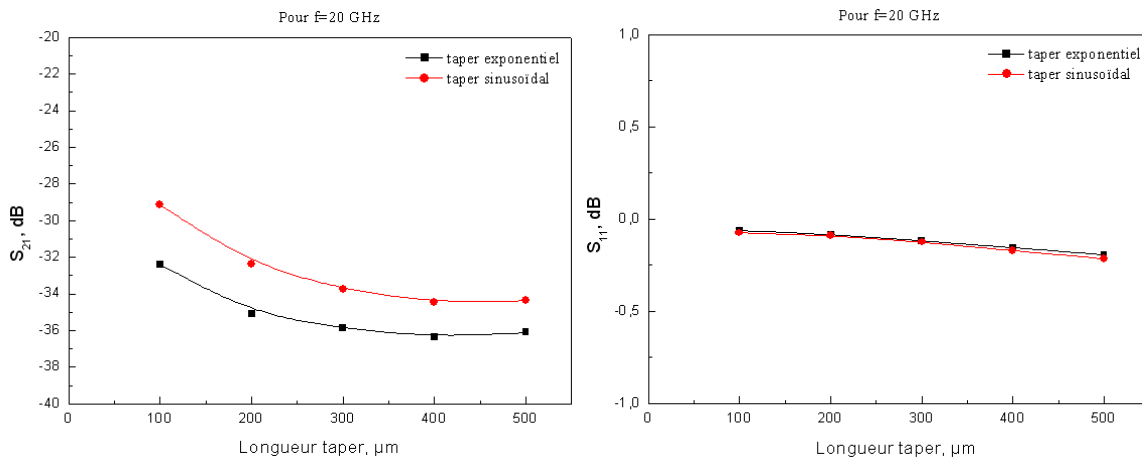 Pour f=20 GHz
-20
-22
-24
-26
-28
-30
-32
-34
-36
-38
-40
S21, dB
taper exponentiel
taper sinusoïdal
0
100
200
300
400
500
Longueur taper, µm
Pour f=20 GHz
1,0
0,5
0,0
-0,5
-1,0
S11, dB
taper exponentiel
taper sinusoïdal
0
100
200
300
400
500
Longueur taper, µm